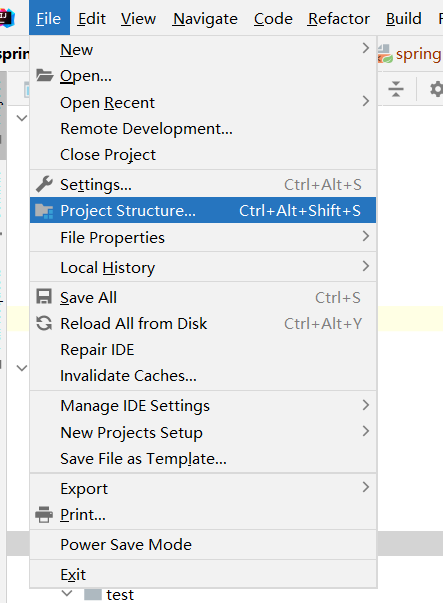 File Edit View Navigate Code Refactor Build
sprin
spring
New
Open...
Open Recent
Remote Development...
Close Project
Settings... Ctrl+Alt+S
Project Structure... Ctrl+Alt+Shift+S
File Properties
Local History
Save All Ctrl+S
Reload All from Disk Ctrl+Alt+Y
Repair IDE
Invalidate Caches...
Manage IDE Settings
New Projects Setup
Save File as Template...
Export
Print...
Power Save Mode
Exit
test